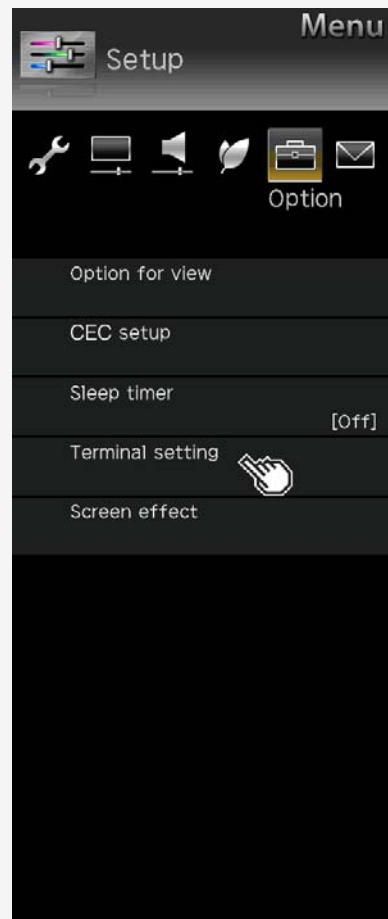 Menu
Setup
Option
Option for view
CEC setup
Sleep timer
[Off]
Terminal setting
Screen effect